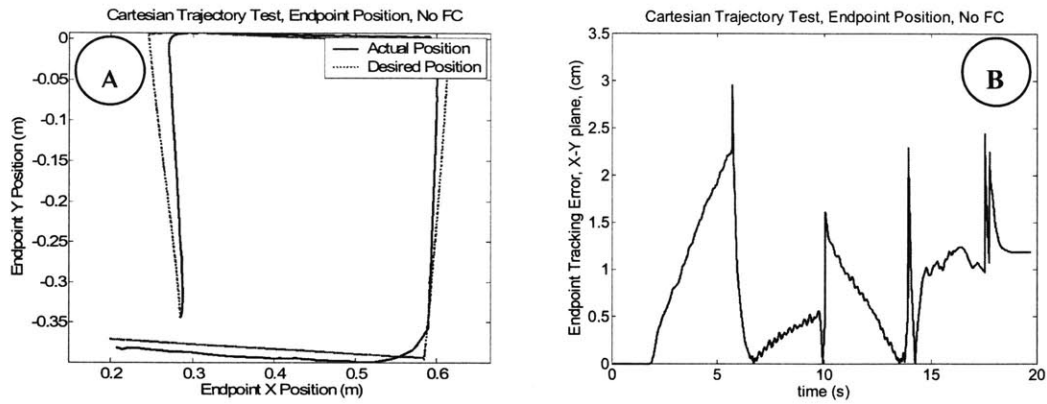 Cartesian Trajectory Test, Endpoint Position, No FC
0
-0.05
-0.1
-0.15
-0.2
-0.25
-0.3
-0.35
Endpoint Y Position (m)
A
Actual Position
Desired Position
0.2
0.3
0.4
0.5
0.6
Endpoint X Position (m)
Cartesian Trajectory Test, Endpoint Position, No FC
3.5
3
2.5
2
1.5
1
0.5
0
Endpoint Tracking Error, X-Y plane, (cm)
B
0
5
10
15
20
time (s)